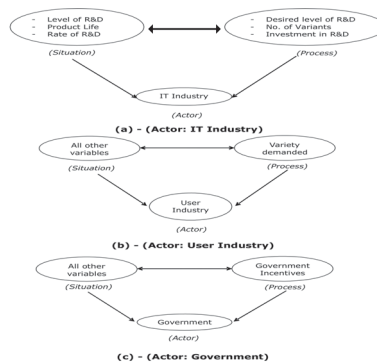 - Level of R&D
- Product Life
- Rate of R&D
- Desired level of R&D
- No. of Variants
- Investment in R&D
(Situation)
(Process)
IT Industry
(Actor)
(a) - (Actor: IT Industry)
All other
variables
Variety
demanded
(Situation)
(Process)
User
Industry
(Actor)
(b) - (Actor: User Industry)
All other
variables
Government
Incentives
(Situation)
(Process)
Government
(Actor)
(c) - (Actor: Government)